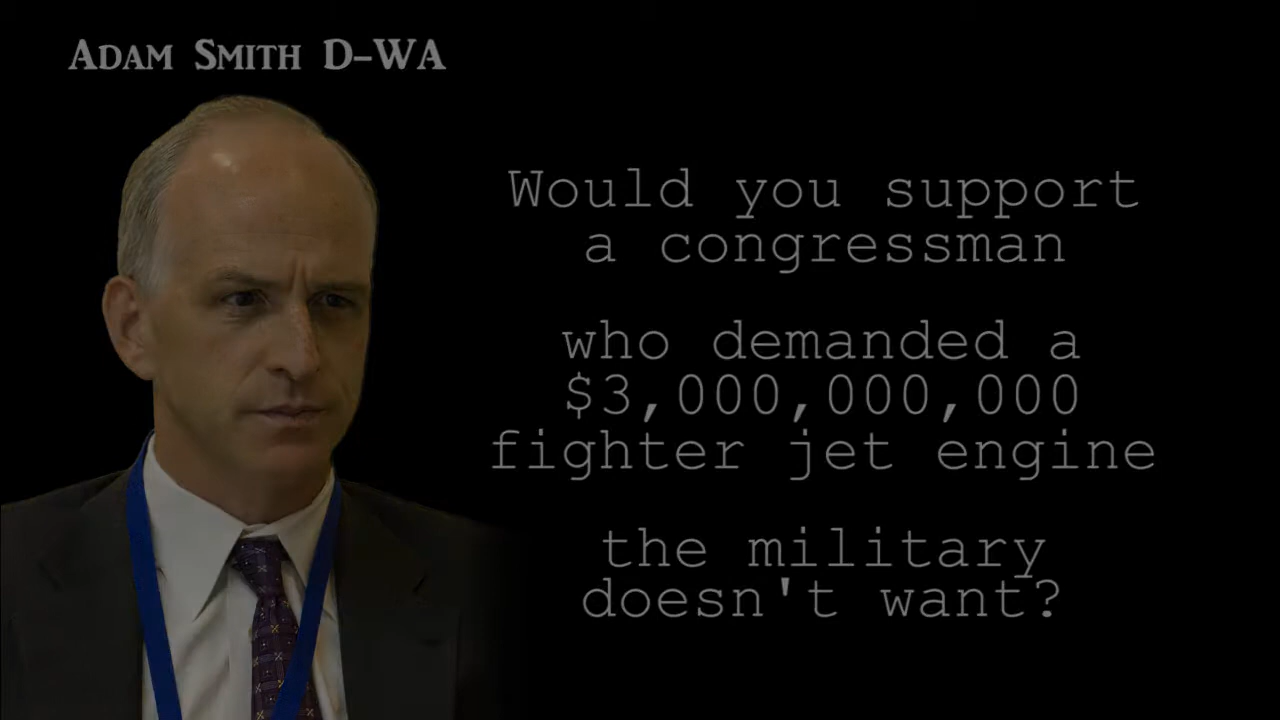 Adam Smith D-WA
Would you support
a congressman
who demanded a
$3,000,000,000
fighter jet engine
the military
doesn't want?